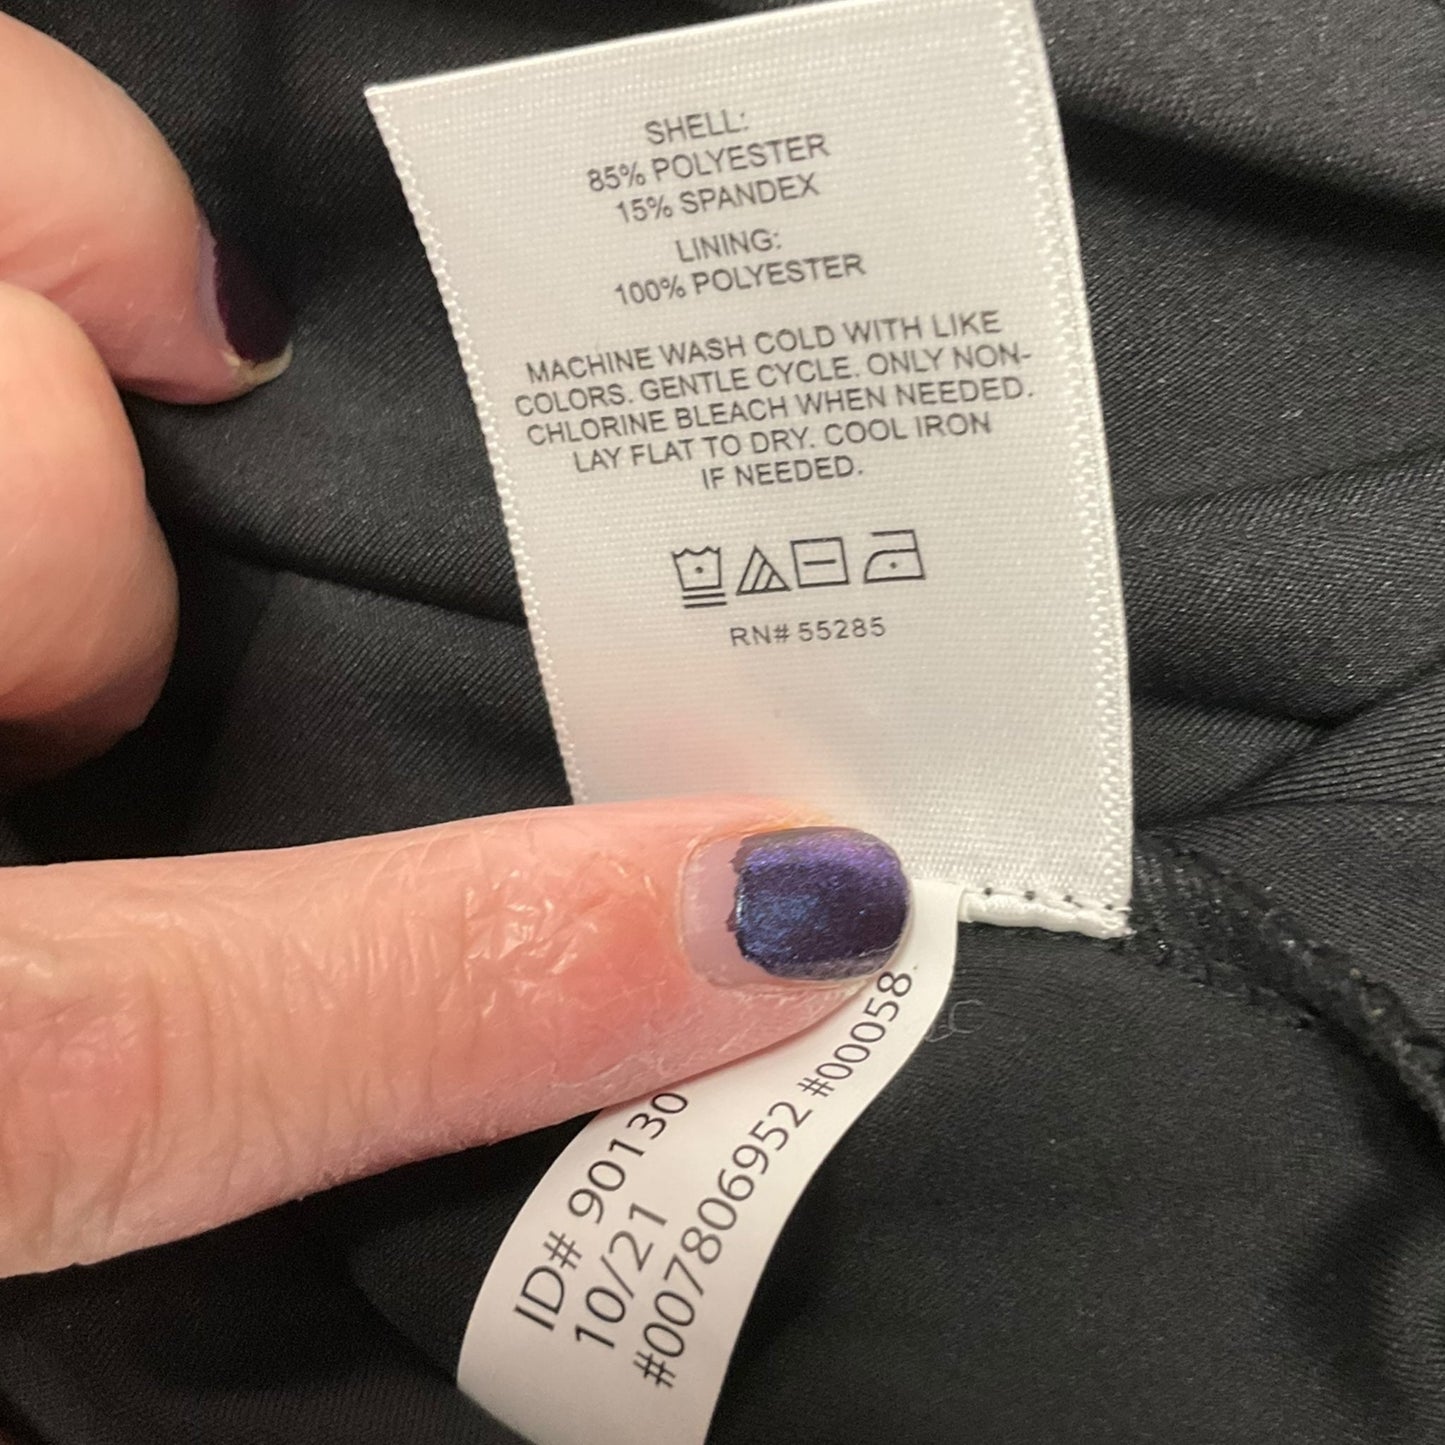 SHELL:
85% POLYESTER
15% SPANDEX
LINING:
100% POLYESTER
MACHINE WASH COLD WITH LIKE
COLORS. GENTLE CYCLE. ONLY NON-
CHLORINE BLEACH WHEN NEEDED.
LAY FLAT TO DRY. COOL IRON
IF NEEDED.
RN# 55285
ID# 90130
10/21
#007806952 #00058